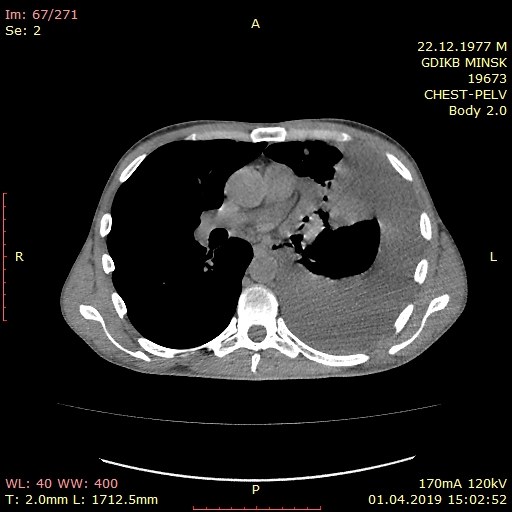 Im: 67/271
Se: 2
A
22.12.1977 M
GDIKB MINSK
19673
CHEST-PELV
Body 2.0
R
L
WL: 40 WW: 400
T: 2.0mm L: 1712.5mm
P
170mA 120kV
01.04.2019 15:02:52